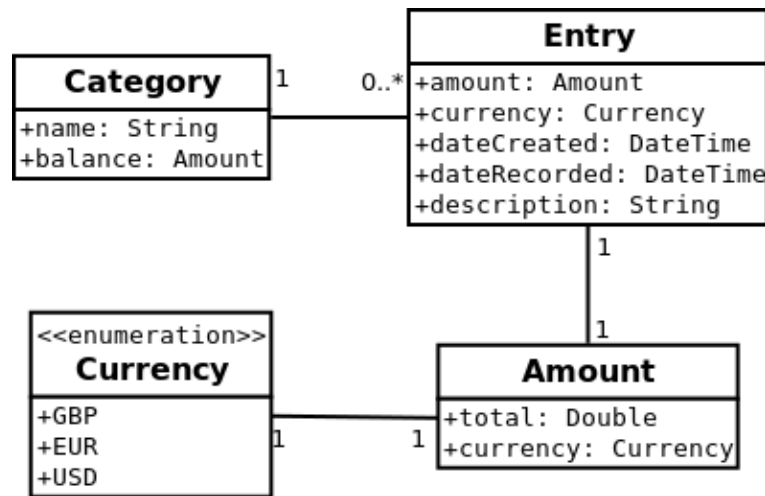 Category
+name: String
+balance: Amount
1
0..*
Entry
+amount: Amount
+currency: Currency
+dateCreated: DateTime
+dateRecorded: DateTime
+description: String
1
1
<<enumeration>>
Currency
+GBP
+EUR
+USD
1
1
Amount
+total: Double
+currency: Currency